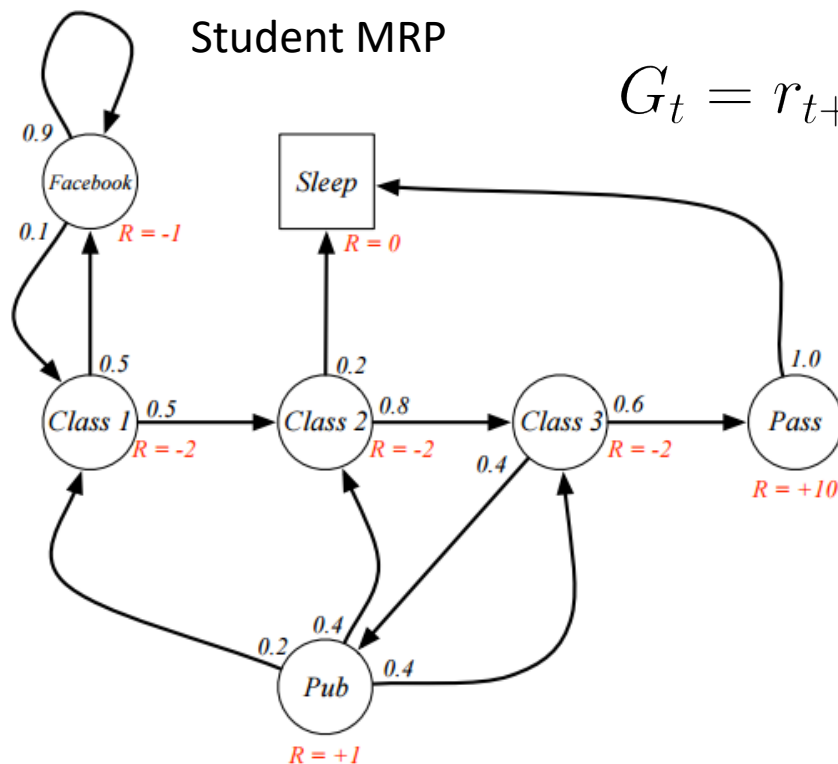 Student MRP
G_t = r_{t+
0.9
Facebook
Sleep
0.1
R = -1
R = 0
0.5
0.2
1.0
Class 1
0.5
Class 2
0.8
Class 3
0.6
Pass
R = -2
R = -2
0.4
R = -2
R = +10
0.2
0.4
Pub
0.4
R = +1